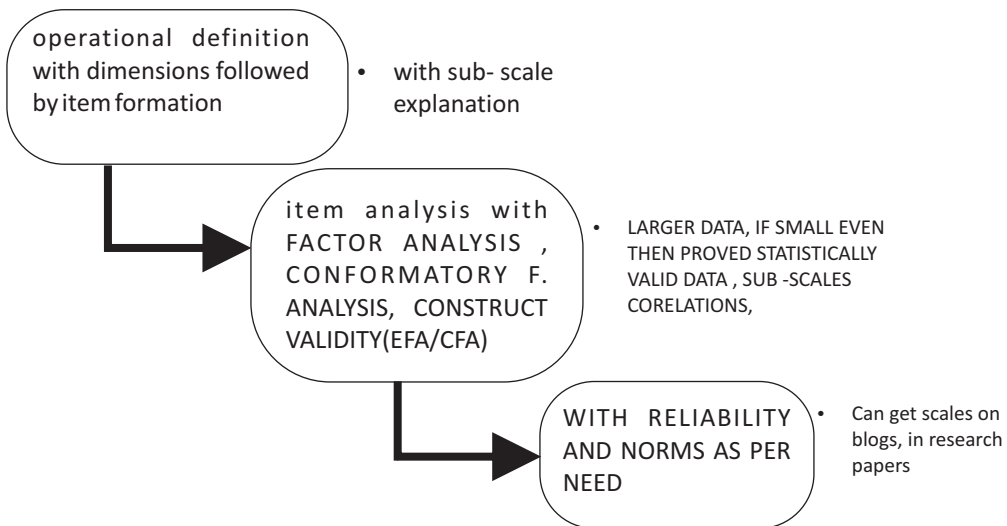 operational definition
with dimensions followed
by item formation
• with sub- scale
explanation
item analysis with
FACTOR ANALYSIS ,
CONFORMATORY F.
ANALYSIS, CONSTRUCT
VALIDITY(EFA/CFA)
• LARGER DATA, IF SMALL EVEN
THEN PROVED STATISTICALLY
VALID DATA , SUB -SCALES
CORELATIONS,
WITH RELIABILITY
AND NORMS AS PER
NEED
• Can get scales on
blogs, in research
papers